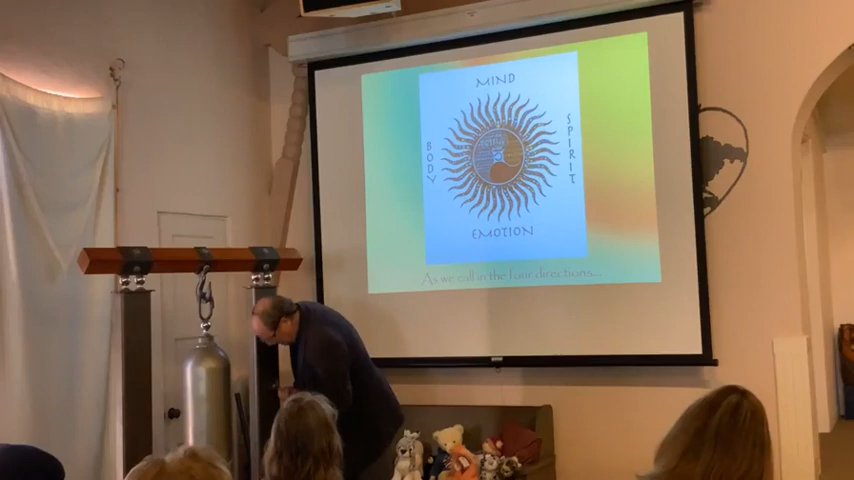 MIND
BODY
SPIRIT
EMOTION
As we call in the four directions...